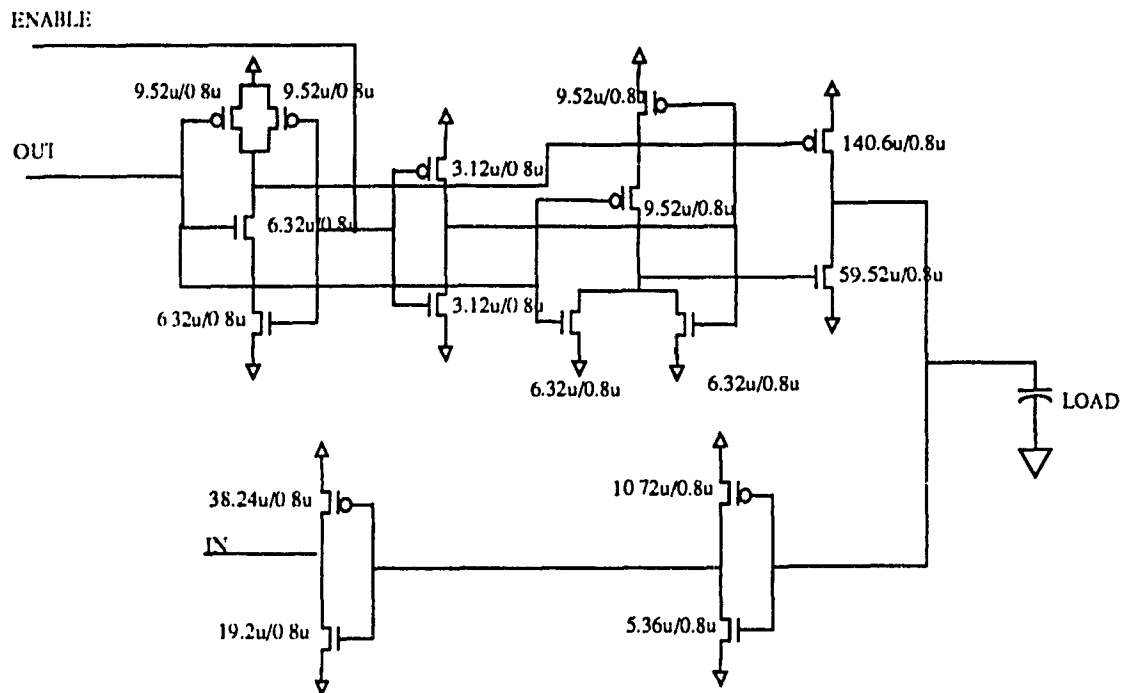 ENABLE
9.52u/0.8u 9.52u/0.8u
9.52u/0.8u
OUT
140.6u/0.8u
3.12u/0.8u
9.52u/0.8u
6.32u/0.8u
59.52u/0.8u
3.12u/0.8u
6.32u/0.8u
6.32u/0.8u 6.32u/0.8u
LOAD
38.24u/0.8u
10.72u/0.8u
IN
19.2u/0.8u
5.36u/0.8u